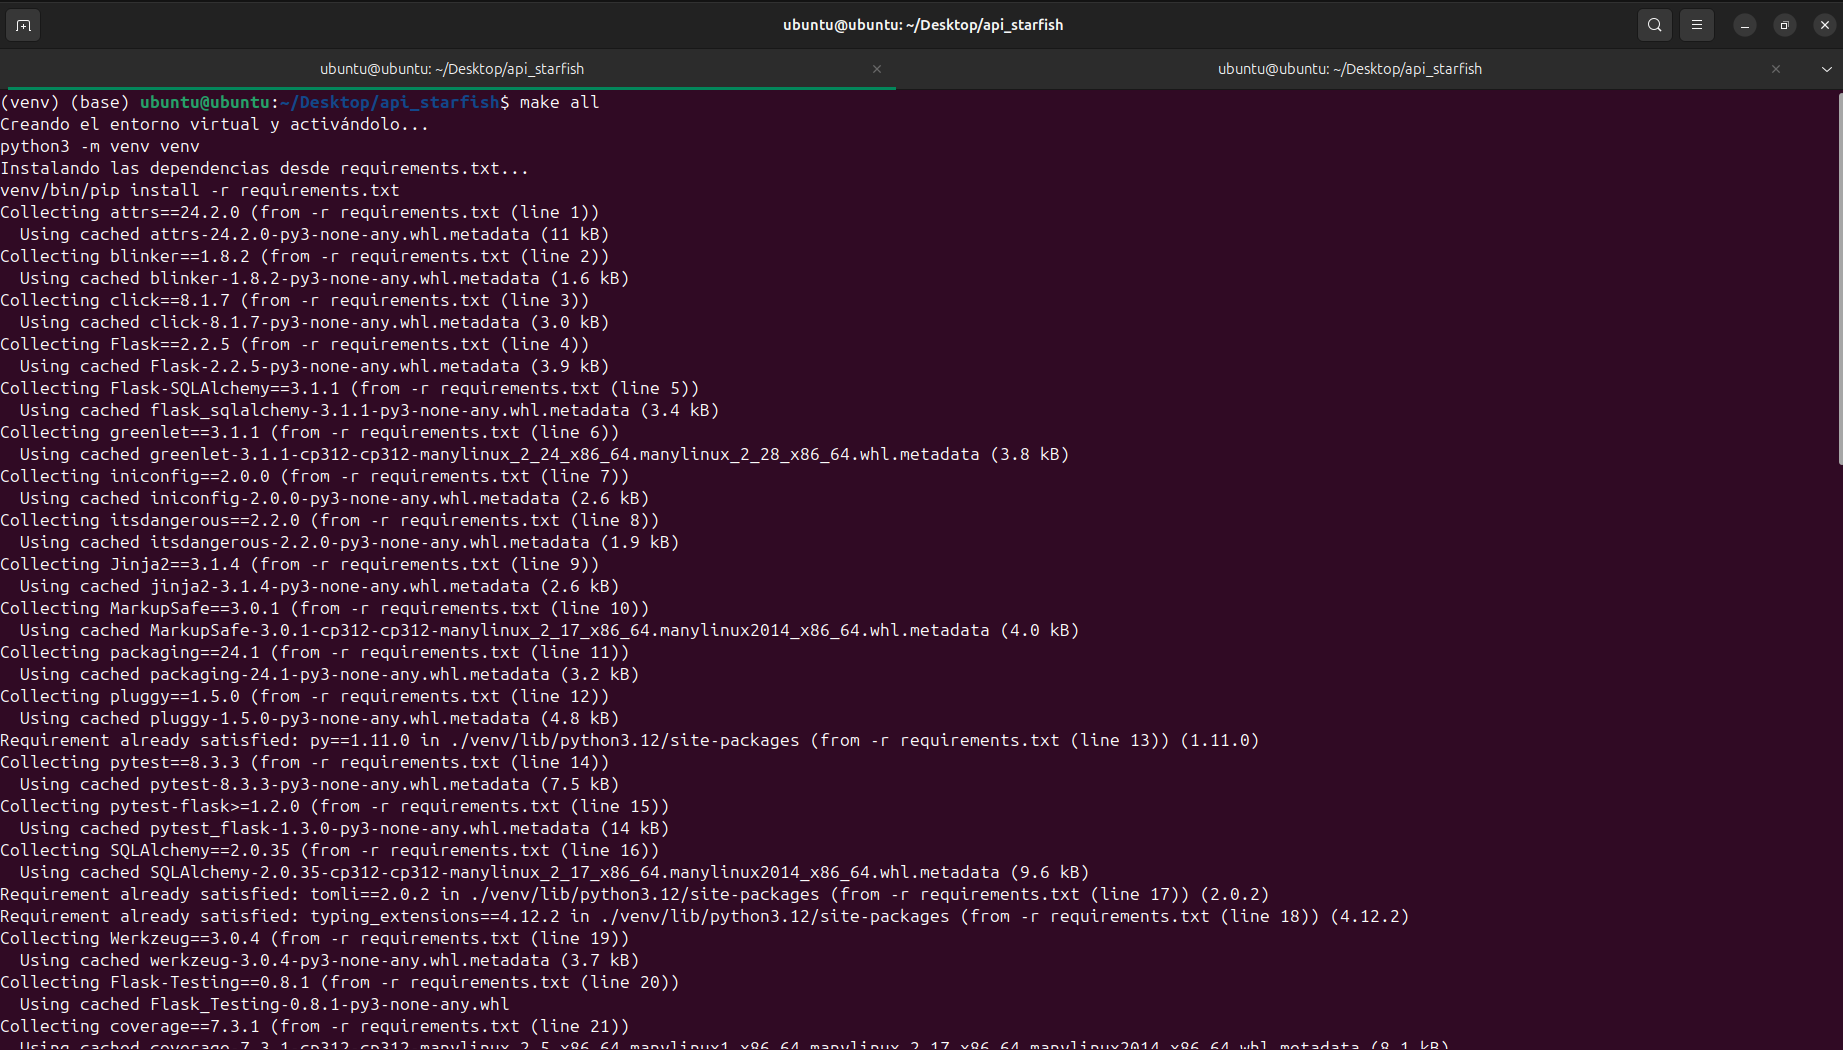 ubuntu@ubuntu: ~/Desktop/api_starfish
ubuntu@ubuntu: ~/Desktop/api_starfish
ubuntu@ubuntu: ~/Desktop/api_starfish
(venv) (base) ubuntu@ubuntu:~/Desktop/api_starfish$ make all
Creando el entorno virtual y activándolo...
python3 -m venv venv
Instalando las dependencias desde requirements.txt...
venv/bin/pip install -r requirements.txt
Collecting attrs==24.2.0 (from -r requirements.txt (line 1))
  Using cached attrs-24.2.0-py3-none-any.whl.metadata (11 kB)
Collecting blinker==1.8.2 (from -r requirements.txt (line 2))
  Using cached blinker-1.8.2-py3-none-any.whl.metadata (1.6 kB)
Collecting click==8.1.7 (from -r requirements.txt (line 3))
  Using cached click-8.1.7-py3-none-any.whl.metadata (3.0 kB)
Collecting Flask==2.2.5 (from -r requirements.txt (line 4))
  Using cached Flask-2.2.5-py3-none-any.whl.metadata (3.9 kB)
Collecting Flask-SQLAlchemy==3.1.1 (from -r requirements.txt (line 5))
  Using cached flask_sqlalchemy-3.1.1-py3-none-any.whl.metadata (3.4 kB)
Collecting greenlet==3.1.1 (from -r requirements.txt (line 6))
  Using cached greenlet-3.1.1-cp312-cp312-manylinux_2_24_x86_64.manylinux_2_28_x86_64.whl.metadata (3.8 kB)
Collecting iniconfig==2.0.0 (from -r requirements.txt (line 7))
  Using cached iniconfig-2.0.0-py3-none-any.whl.metadata (2.6 kB)
Collecting itsdangerous==2.2.0 (from -r requirements.txt (line 8))
  Using cached itsdangerous-2.2.0-py3-none-any.whl.metadata (1.9 kB)
Collecting Jinja2==3.1.4 (from -r requirements.txt (line 9))
  Using cached jinja2-3.1.4-py3-none-any.whl.metadata (2.6 kB)
Collecting MarkupSafe==3.0.1 (from -r requirements.txt (line 10))
  Using cached MarkupSafe-3.0.1-cp312-cp312-manylinux_2_17_x86_64.manylinux2014_x86_64.whl.metadata (4.0 kB)
Collecting packaging==24.1 (from -r requirements.txt (line 11))
  Using cached packaging-24.1-py3-none-any.whl.metadata (3.2 kB)
Collecting pluggy==1.5.0 (from -r requirements.txt (line 12))
  Using cached pluggy-1.5.0-py3-none-any.whl.metadata (4.8 kB)
Requirement already satisfied: py==1.11.0 in ./venv/lib/python3.12/site-packages (from -r requirements.txt (line 13)) (1.11.0)
Collecting pytest==8.3.3 (from -r requirements.txt (line 14))
  Using cached pytest-8.3.3-py3-none-any.whl.metadata (7.5 kB)
Collecting pytest-flask>=1.2.0 (from -r requirements.txt (line 15))
  Using cached pytest_flask-1.3.0-py3-none-any.whl.metadata (14 kB)
Collecting SQLAlchemy==2.0.35 (from -r requirements.txt (line 16))
  Using cached SQLAlchemy-2.0.35-cp312-cp312-manylinux_2_17_x86_64.manylinux2014_x86_64.whl.metadata (9.6 kB)
Requirement already satisfied: tomli==2.0.2 in ./venv/lib/python3.12/site-packages (from -r requirements.txt (line 17)) (2.0.2)
Requirement already satisfied: typing_extensions==4.12.2 in ./venv/lib/python3.12/site-packages (from -r requirements.txt (line 18)) (4.12.2)
Collecting Werkzeug==3.0.4 (from -r requirements.txt (line 19))
  Using cached werkzeug-3.0.4-py3-none-any.whl.metadata (3.7 kB)
Collecting Flask-Testing==0.8.1 (from -r requirements.txt (line 20))
  Using cached Flask_Testing-0.8.1-py3-none-any.whl
Collecting coverage==7.3.1 (from -r requirements.txt (line 21))
  Using cached coverage-7.3.1-cp312-cp312-manylinux_2_5_x86_64.manylinux1_x86_64.manylinux_2_17_x86_64.manylinux2014_x86_64.whl.metadata (8.1 kB)